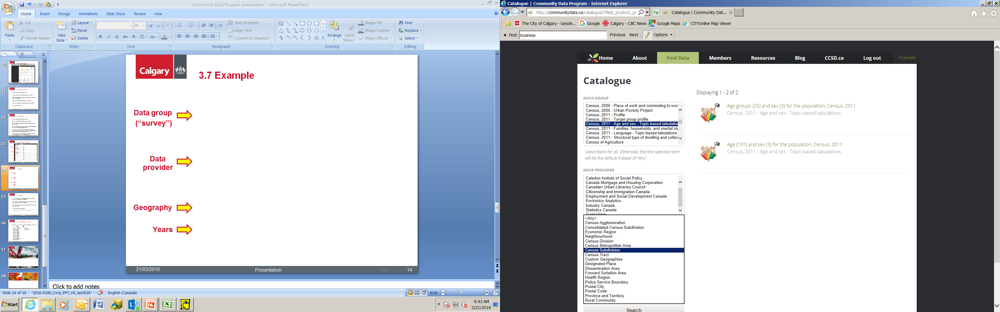 Community Data Program presentation - Microsoft PowerPoint
Home Insert Design Animations Slide Show Review View
Paste
Cut
Copy
Format Painter
Clipboard
New Slide
Layout
Reset
Delete
Slides
24
B I U abc S AV Aa A
Font
Text Direction
Align Text
Convert to SmartArt
Paragraph
Arrange
Quick Styles
Shape Fill
Shape Outline
Shape Effects
Drawing
Find
Replace
Select
Editing
10
11
12
13
14
15
16
17
18
Calgary
3.7 Example
Data group
(“survey”)
Data
provider
Geography
Years
21/03/2016 Presentation V04 14
Click to add notes
Slide 14 of 18 "2016-0180_Corp_PPT_V4_Jan2016" English (Canada) 82%
Start
9:43 AM
3/21/2016
Catalogue | Community Data Program - Internet Explorer
http://communitydata.ca/catalogue2?field_product_gr
Catalogue | Community Dat...
The City of Calgary - Geode... Google Calgary - CBC News Google Maps CITYonline Map Viewer
Find: business Previous Next Options
Home About Find Data Members Resources Blog CCSD.ca Log out Français
Catalogue
DATA GROUP
Census, 2006 - Place of work and commuting to wor
Census, 2006 - Urban Poverty Project
Census, 2011 - Profile
Census, 2011 - Target group profile
Census, 2011 - Age and sex - Topic-based tabulation
Census, 2011 - Families, households, and marital sta
Census, 2011 - Language - Topic-based tabulations
Census, 2011 - Structural type of dwelling and collec
Census of Agriculture
Leave blank for all. Otherwise, the first selected term
will be the default instead of "Any".
DATA PROVIDER
Caledon Insitute of Social Policy
Canada Mortgage and Housing Corporation
Canadian Urban Libraries Council
Citizenship and Immigration Canada
Employment and Social Development Canada
Environics Analytics
Industry Canada
Statistics Canada
TransUnion
<Any>
Census Agglomeration
Consolidated Census Subdivision
Economic Region
Neighbourhood
Census Division
Census Metropolitan Area
Census Subdivision
Census Tract
Custom Geographies
Designated Place
Dissemination Area
Forward Sortation Area
Health Region
Police Service Boundary
Postal City
Postal Code
Province and Territory
Rural Community
Search
Displaying 1 - 2 of 2
2011
Age groups (25) and sex (3) for the population, Census, 2011
Census, 2011 - Age and sex - Topic-based tabulations
2011
Age (131) and sex (3) for the population, Census, 2011
Census, 2011 - Age and sex - Topic-based tabulations